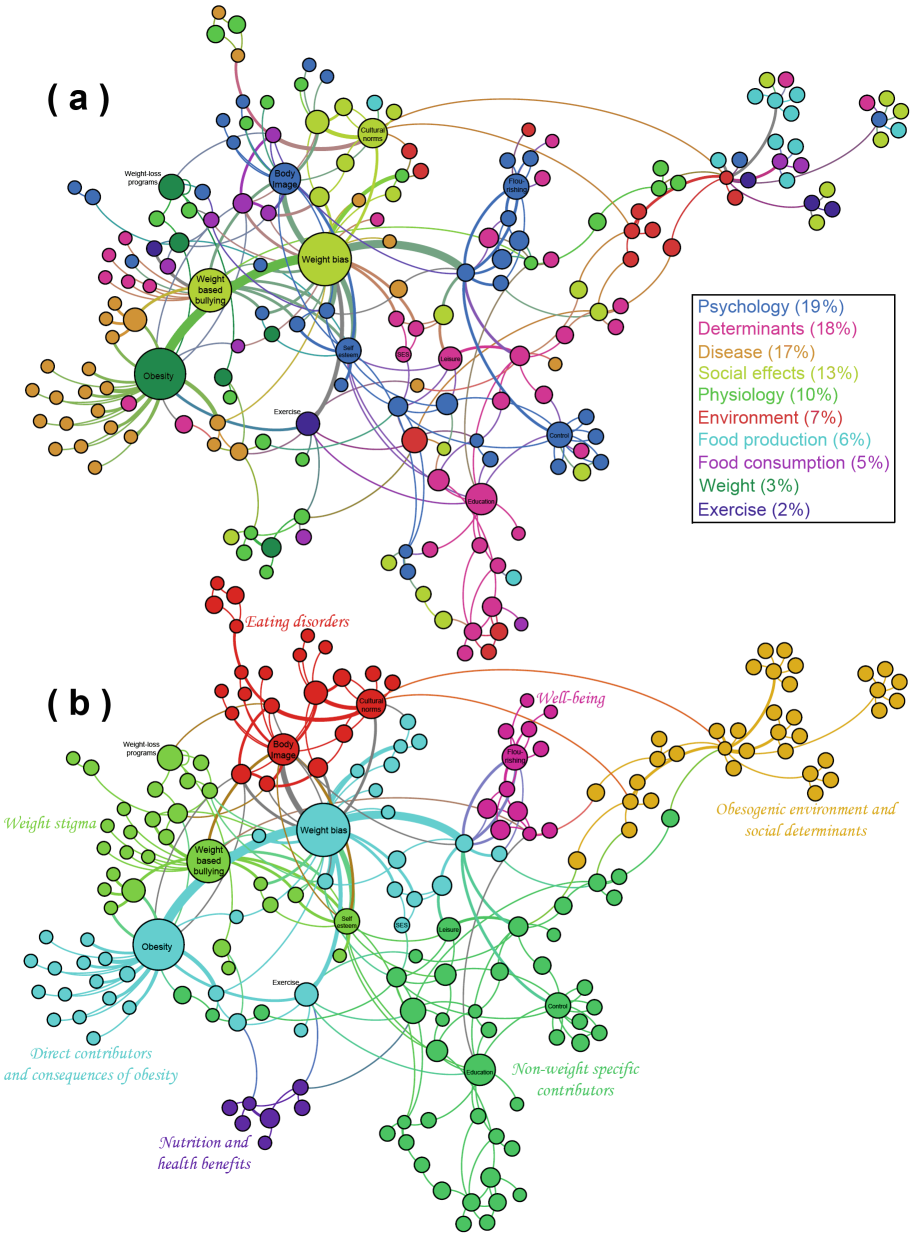 ( a )
Cultural
norms
Weight-loss
programs
Body
Image
Flou-
rishing
Weight bias
Weight
based
bullying
Psychology (19%)
Determinants (18%)
Disease (17%)
Social effects (13%)
Physiology (10%)
Environment (7%)
Food production (6%)
Food consumption (5%)
Weight (3%)
Exercise (2%)
Self
esteem
SES
Leisure
Obesity
Exercise
Control
Education
( b )
Eating disorders
Cultural
norms
Well-being
Weight-loss
programs
Body
Image
Flou-
rishing
Obesogenic environment and
social determinants
Weight stigma
Weight bias
Weight
based
bullying
Self
esteem
SES
Leisure
Obesity
Exercise
Control
Direct contributors
and consequences of obesity
Education
Non-weight specific
contributors
Nutrition and
health benefits